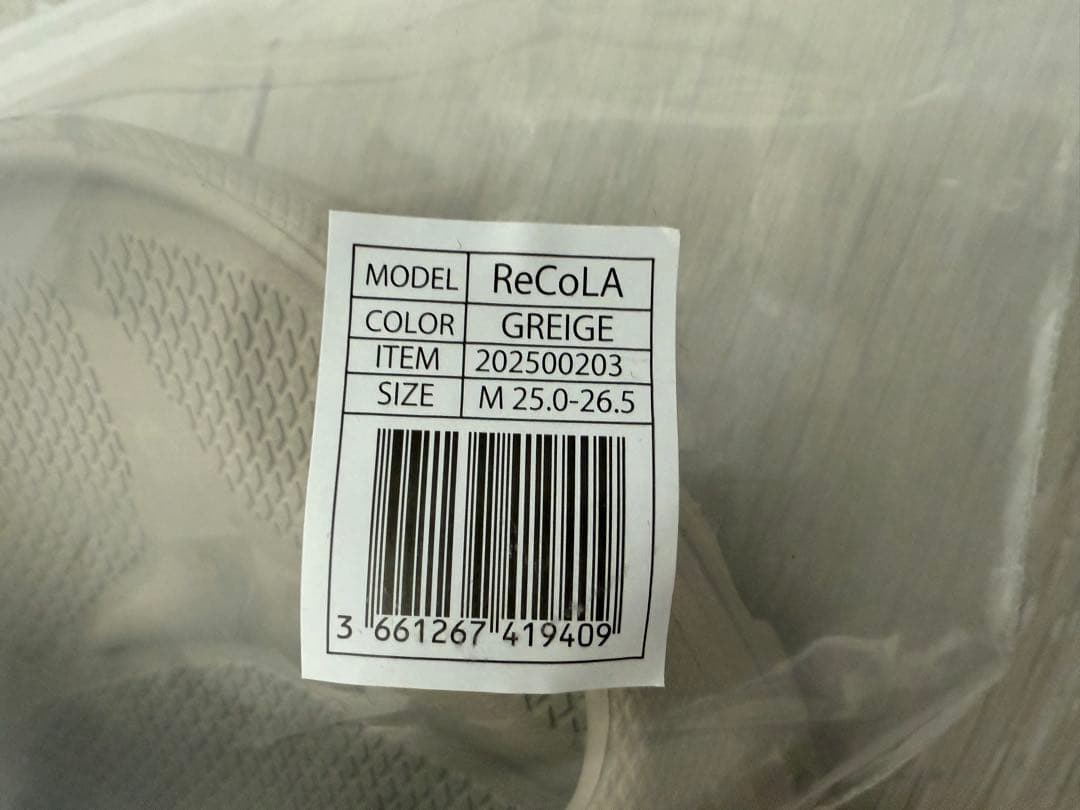 MODEL ReCoLA
COLOR GREIGE
ITEM 202500203
SIZE M 25.0-26.5
3 661267 419409